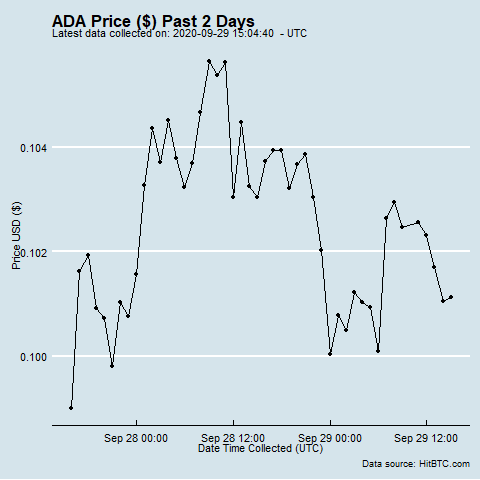 ADA Price ($) Past 2 Days
Latest data collected on: 2020-09-29 15:04:40  - UTC
Price USD ($)
0.104
0.102
0.100
Sep 28 00:00
Sep 28 12:00
Sep 29 00:00
Sep 29 12:00
Date Time Collected (UTC)
Data source: HitBTC.com